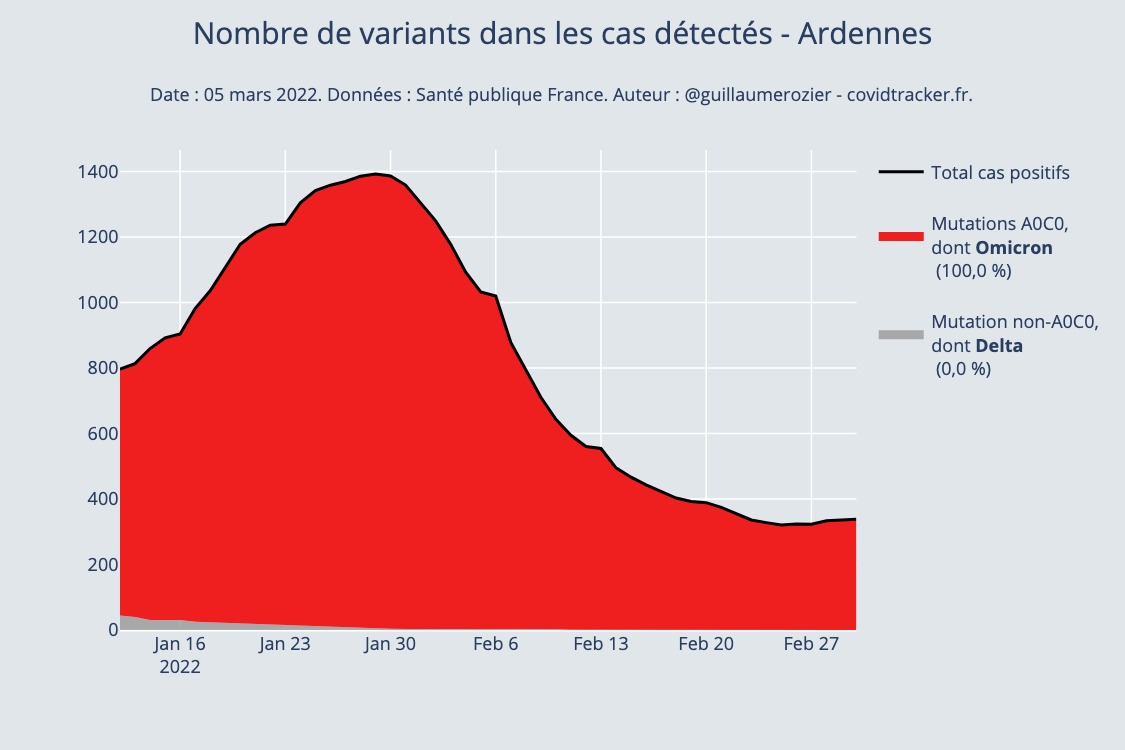 Nombre de variants dans les cas détectés - Ardennes
Date : 05 mars 2022. Données : Santé publique France. Auteur : @guillaumerozier - covidtracker.fr.
1400
1200
1000
800
600
400
200
0
Jan 16
2022
Jan 23
Jan 30
Feb 6
Feb 13
Feb 20
Feb 27
Total cas positifs
Mutations A0C0,
dont Omicron
(100,0 %)
Mutation non-A0C0,
dont Delta
(0,0 %)